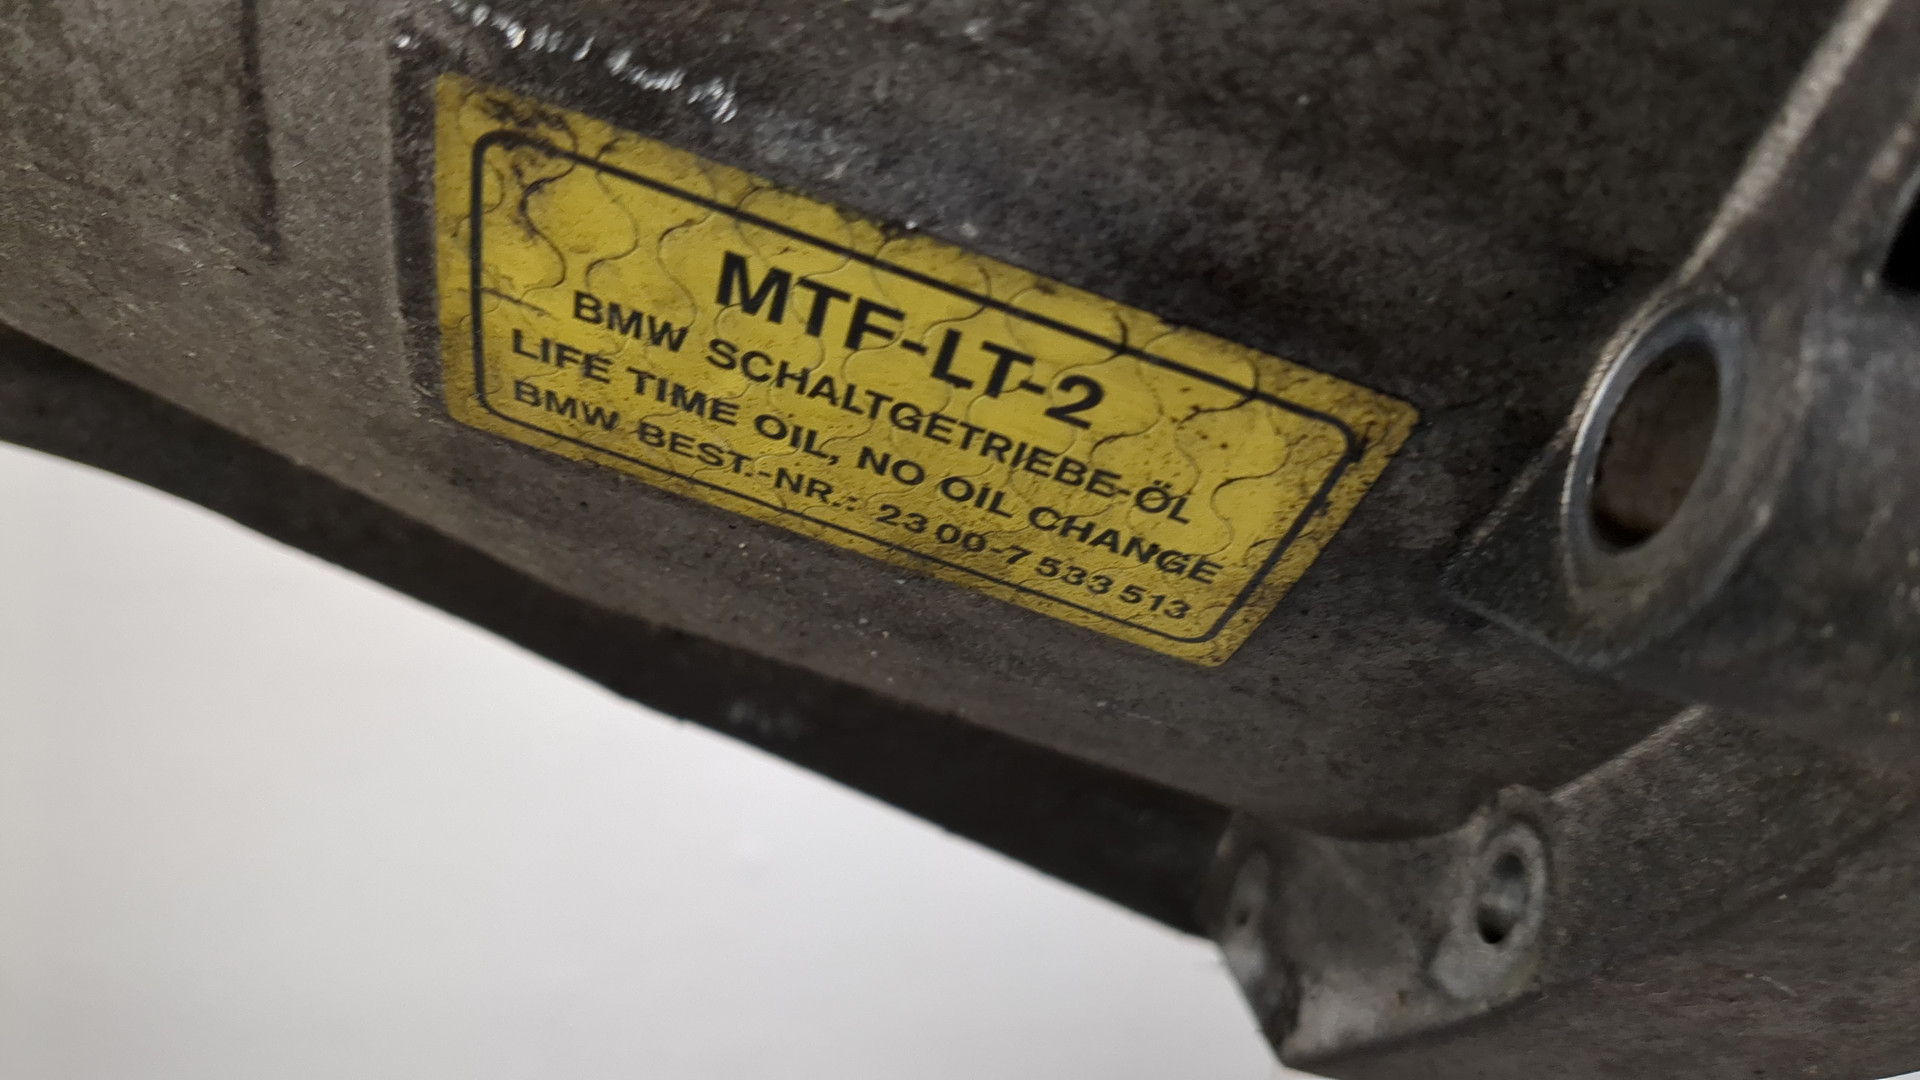 MTF-LT-2
BMW SCHALTGETRIEBE-ÖL
LIFE TIME OIL, NO OIL CHANGE
BMW BEST.-NR.: 23 00-7 533 513